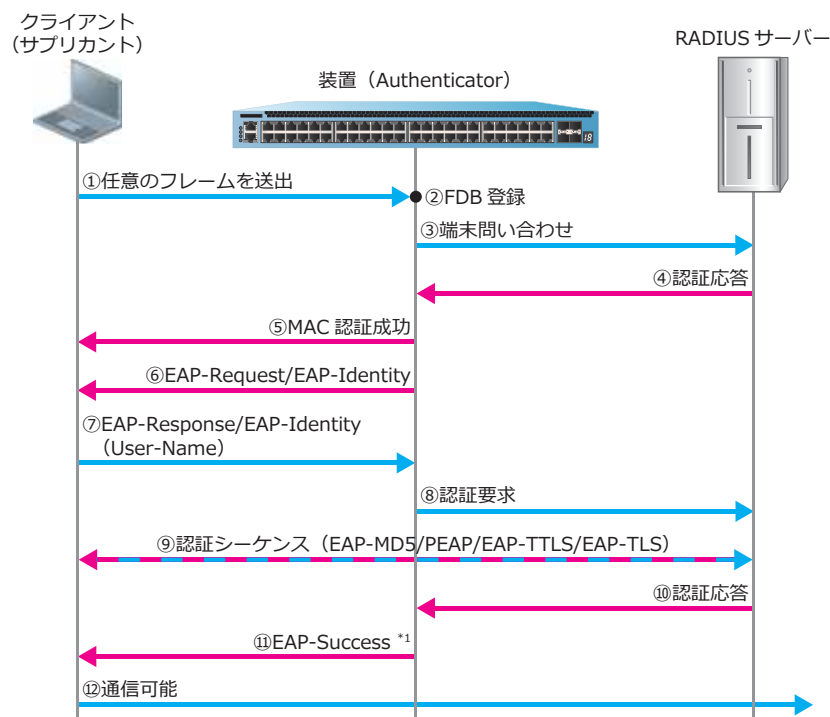 クライアント
（サプリカント）
装置（Authenticator）
RADIUS サーバー
18
①任意のフレームを送出
②FDB 登録
③端末問い合わせ
④認証応答
⑤MAC 認証成功
⑥EAP-Request/EAP-Identity
⑦EAP-Response/EAP-Identity
（User-Name）
⑧認証要求
⑨認証シーケンス（EAP-MD5/PEAP/EAP-TTLS/EAP-TLS）
⑩認証応答
⑪EAP-Success *1
⑫通信可能